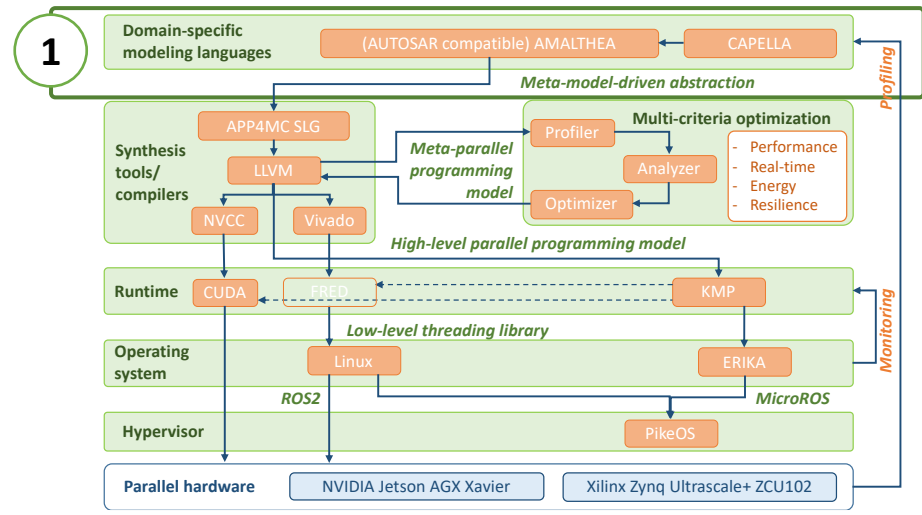 1
Domain-specific
modeling languages
(AUTOSAR compatible) AMALTHEA
CAPELLA
Profiling
Meta-model-driven abstraction
Synthesis
tools/
compilers
APP4MC SLG
LLVM
NVCC
Vivado
Meta-parallel
programming
model
Multi-criteria optimization
Profiler
Analyzer
Optimizer
- Performance
- Real-time
- Energy
- Resilience
High-level parallel programming model
Runtime
CUDA
FRED
KMP
Monitoring
Low-level threading library
Operating
system
Linux
ERIKA
ROS2
MicroROS
Hypervisor
PikeOS
Parallel hardware
NVIDIA Jetson AGX Xavier
Xilinx Zynq Ultrascale+ ZCU102